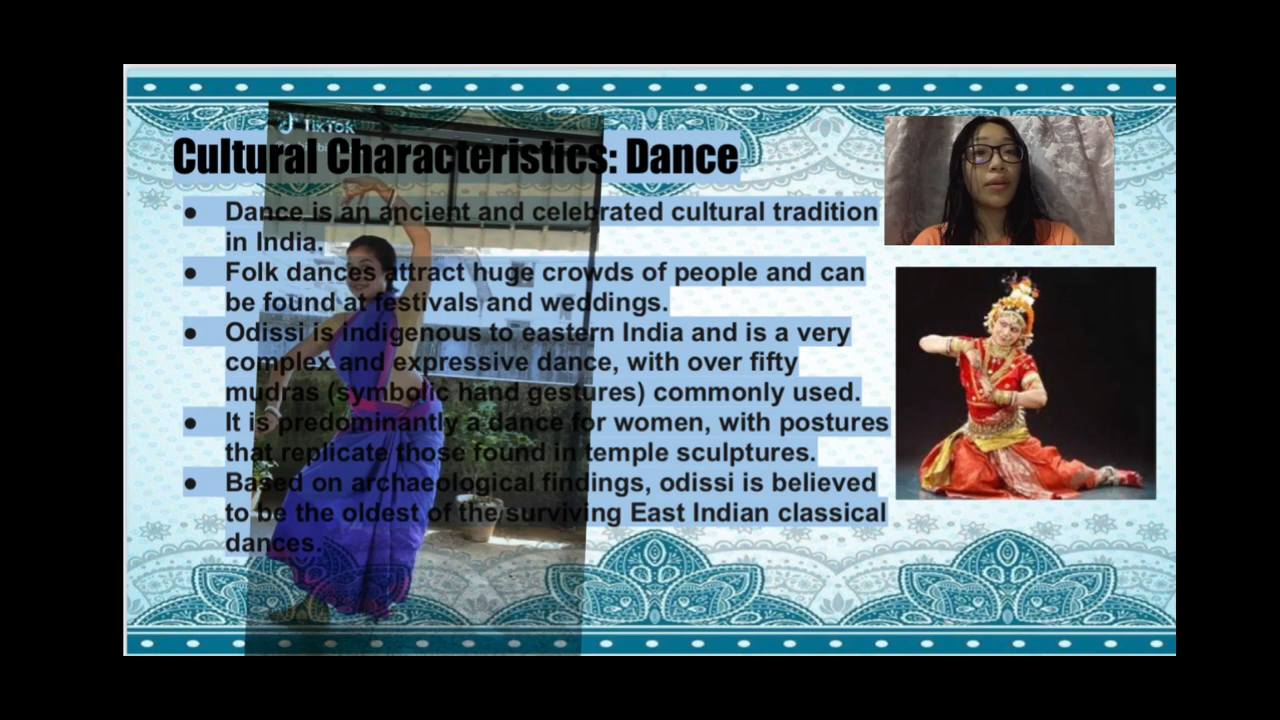 TikTok
Cultural Characteristics: Dance
● Dance is an ancient and celebrated cultural tradition
in India.
● Folk dances attract huge crowds of people and can
be found at festivals and weddings.
● Odissi is indigenous to eastern India and is a very
complex and expressive dance, with over fifty
mudras (symbolic hand gestures) commonly used.
● It is predominantly a dance for women, with postures
that replicate those found in temple sculptures.
● Based on archaeological findings, odissi is believed
to be the oldest of the surviving East Indian classical
dances.